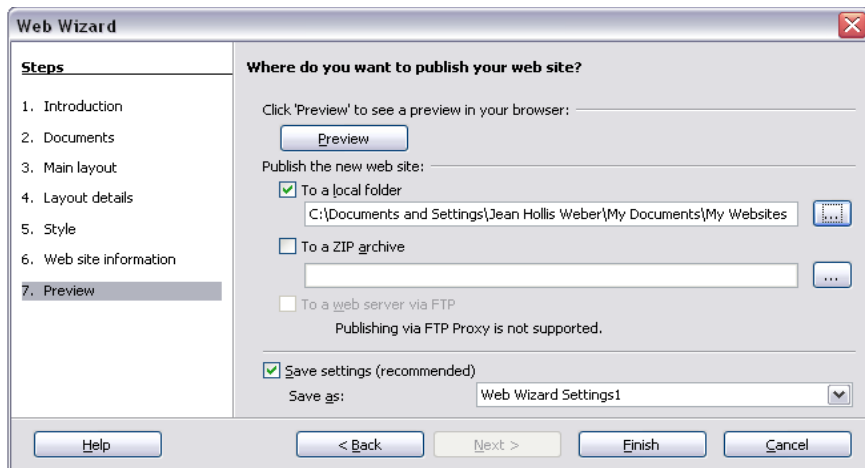 Web Wizard
Steps
1. Introduction
2. Documents
3. Main layout
4. Layout details
5. Style
6. Web site information
7. Preview
Where do you want to publish your web site?
Click 'Preview' to see a preview in your browser:
Preview
Publish the new web site:
To a local folder
C:\Documents and Settings\Jean Hollis Weber\My Documents\My Websites
...
To a ZIP archive
...
To a web server via FTP
Publishing via FTP Proxy is not supported.
Save settings (recommended)
Save as: Web Wizard Settings1
Help < Back Next > Finish Cancel